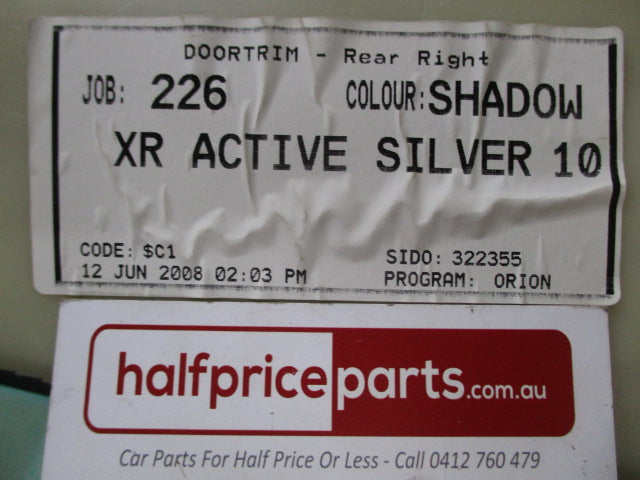 DOORTRIM - Rear Right
JOB: 226 COLOUR: SHADOW
XR ACTIVE SILVER 10
CODE: $C1 SIDO: 322355
12 JUN 2008 02:03 PM PROGRAM: ORION
halfpriceparts.com.au
Car Parts For Half Price Or Less - Call 0412 760 479